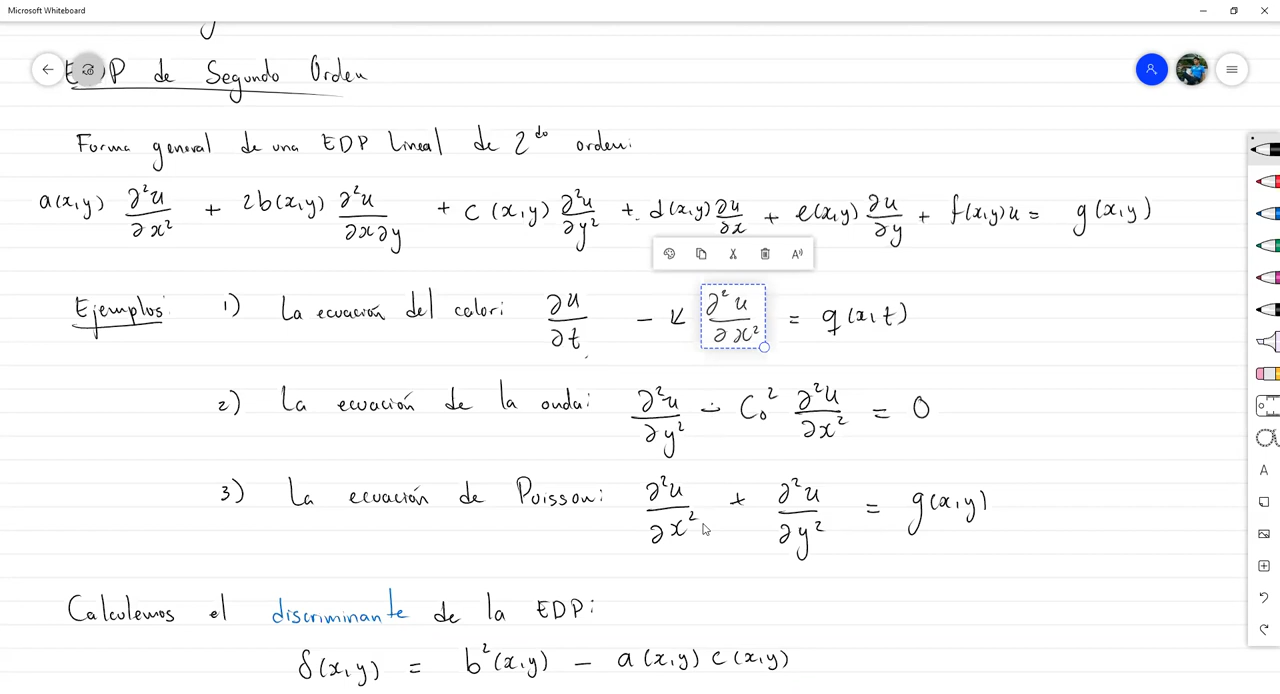 Microsoft Whiteboard
EDP de Segundo Orden
Forma general de una EDP Lineal de 2do orden:
a(x,y) ∂²u/∂x² + 2b(x,y) ∂²u/∂x∂y + c(x,y) ∂²u/∂y² + d(x,y) ∂u/∂x + e(x,y) ∂u/∂y + f(x,y)u = g(x,y)
Ejemplos: 1) La ecuación del calor: ∂u/∂t - K ∂²u/∂x² = q(x,t)
2) La ecuación de la onda: ∂²u/∂y² - C₀² ∂²u/∂x² = 0
3) La ecuación de Poisson: ∂²u/∂x² + ∂²u/∂y² = g(x,y)
Calculemos el discriminante de la EDP:
δ(x,y) = b²(x,y) - a(x,y) c(x,y)